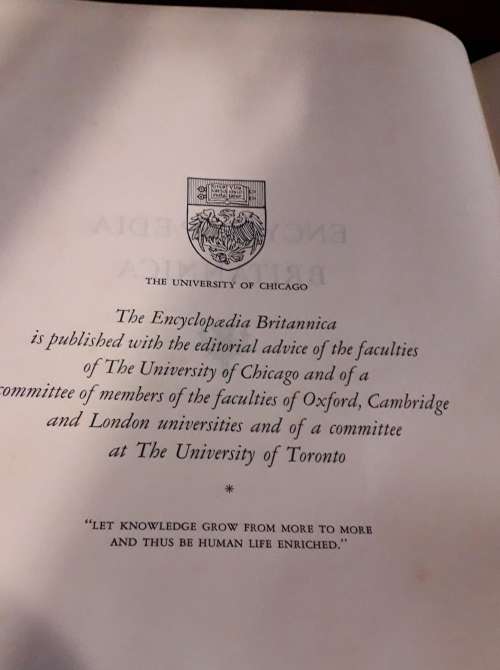 THE UNIVERSITY OF CHICAGO
The Encyclopædia Britannica
is published with the editorial advice of the faculties
of The University of Chicago and of a
committee of members of the faculties of Oxford, Cambridge
and London universities and of a committee
at The University of Toronto
*
"LET KNOWLEDGE GROW FROM MORE TO MORE
AND THUS BE HUMAN LIFE ENRICHED."